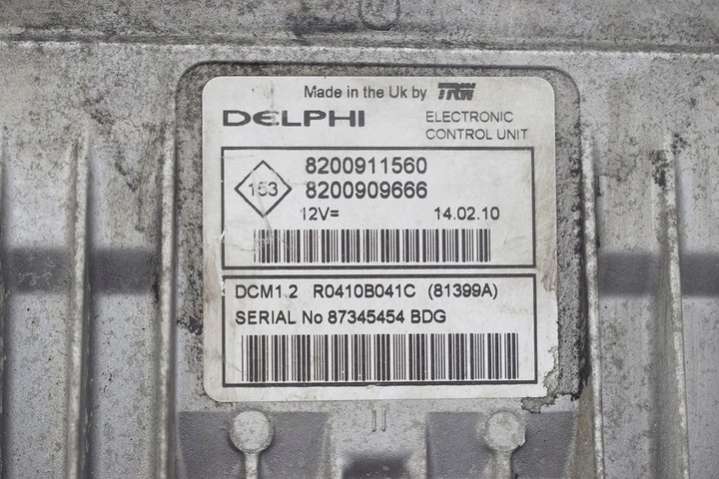 Made in the Uk by TRW
DELPHI ELECTRONIC
CONTROL UNIT
8200911560
153 8200909666
12V= 14.02.10
DCM1.2 R0410B041C (81399A)
SERIAL No 87345454 BDG